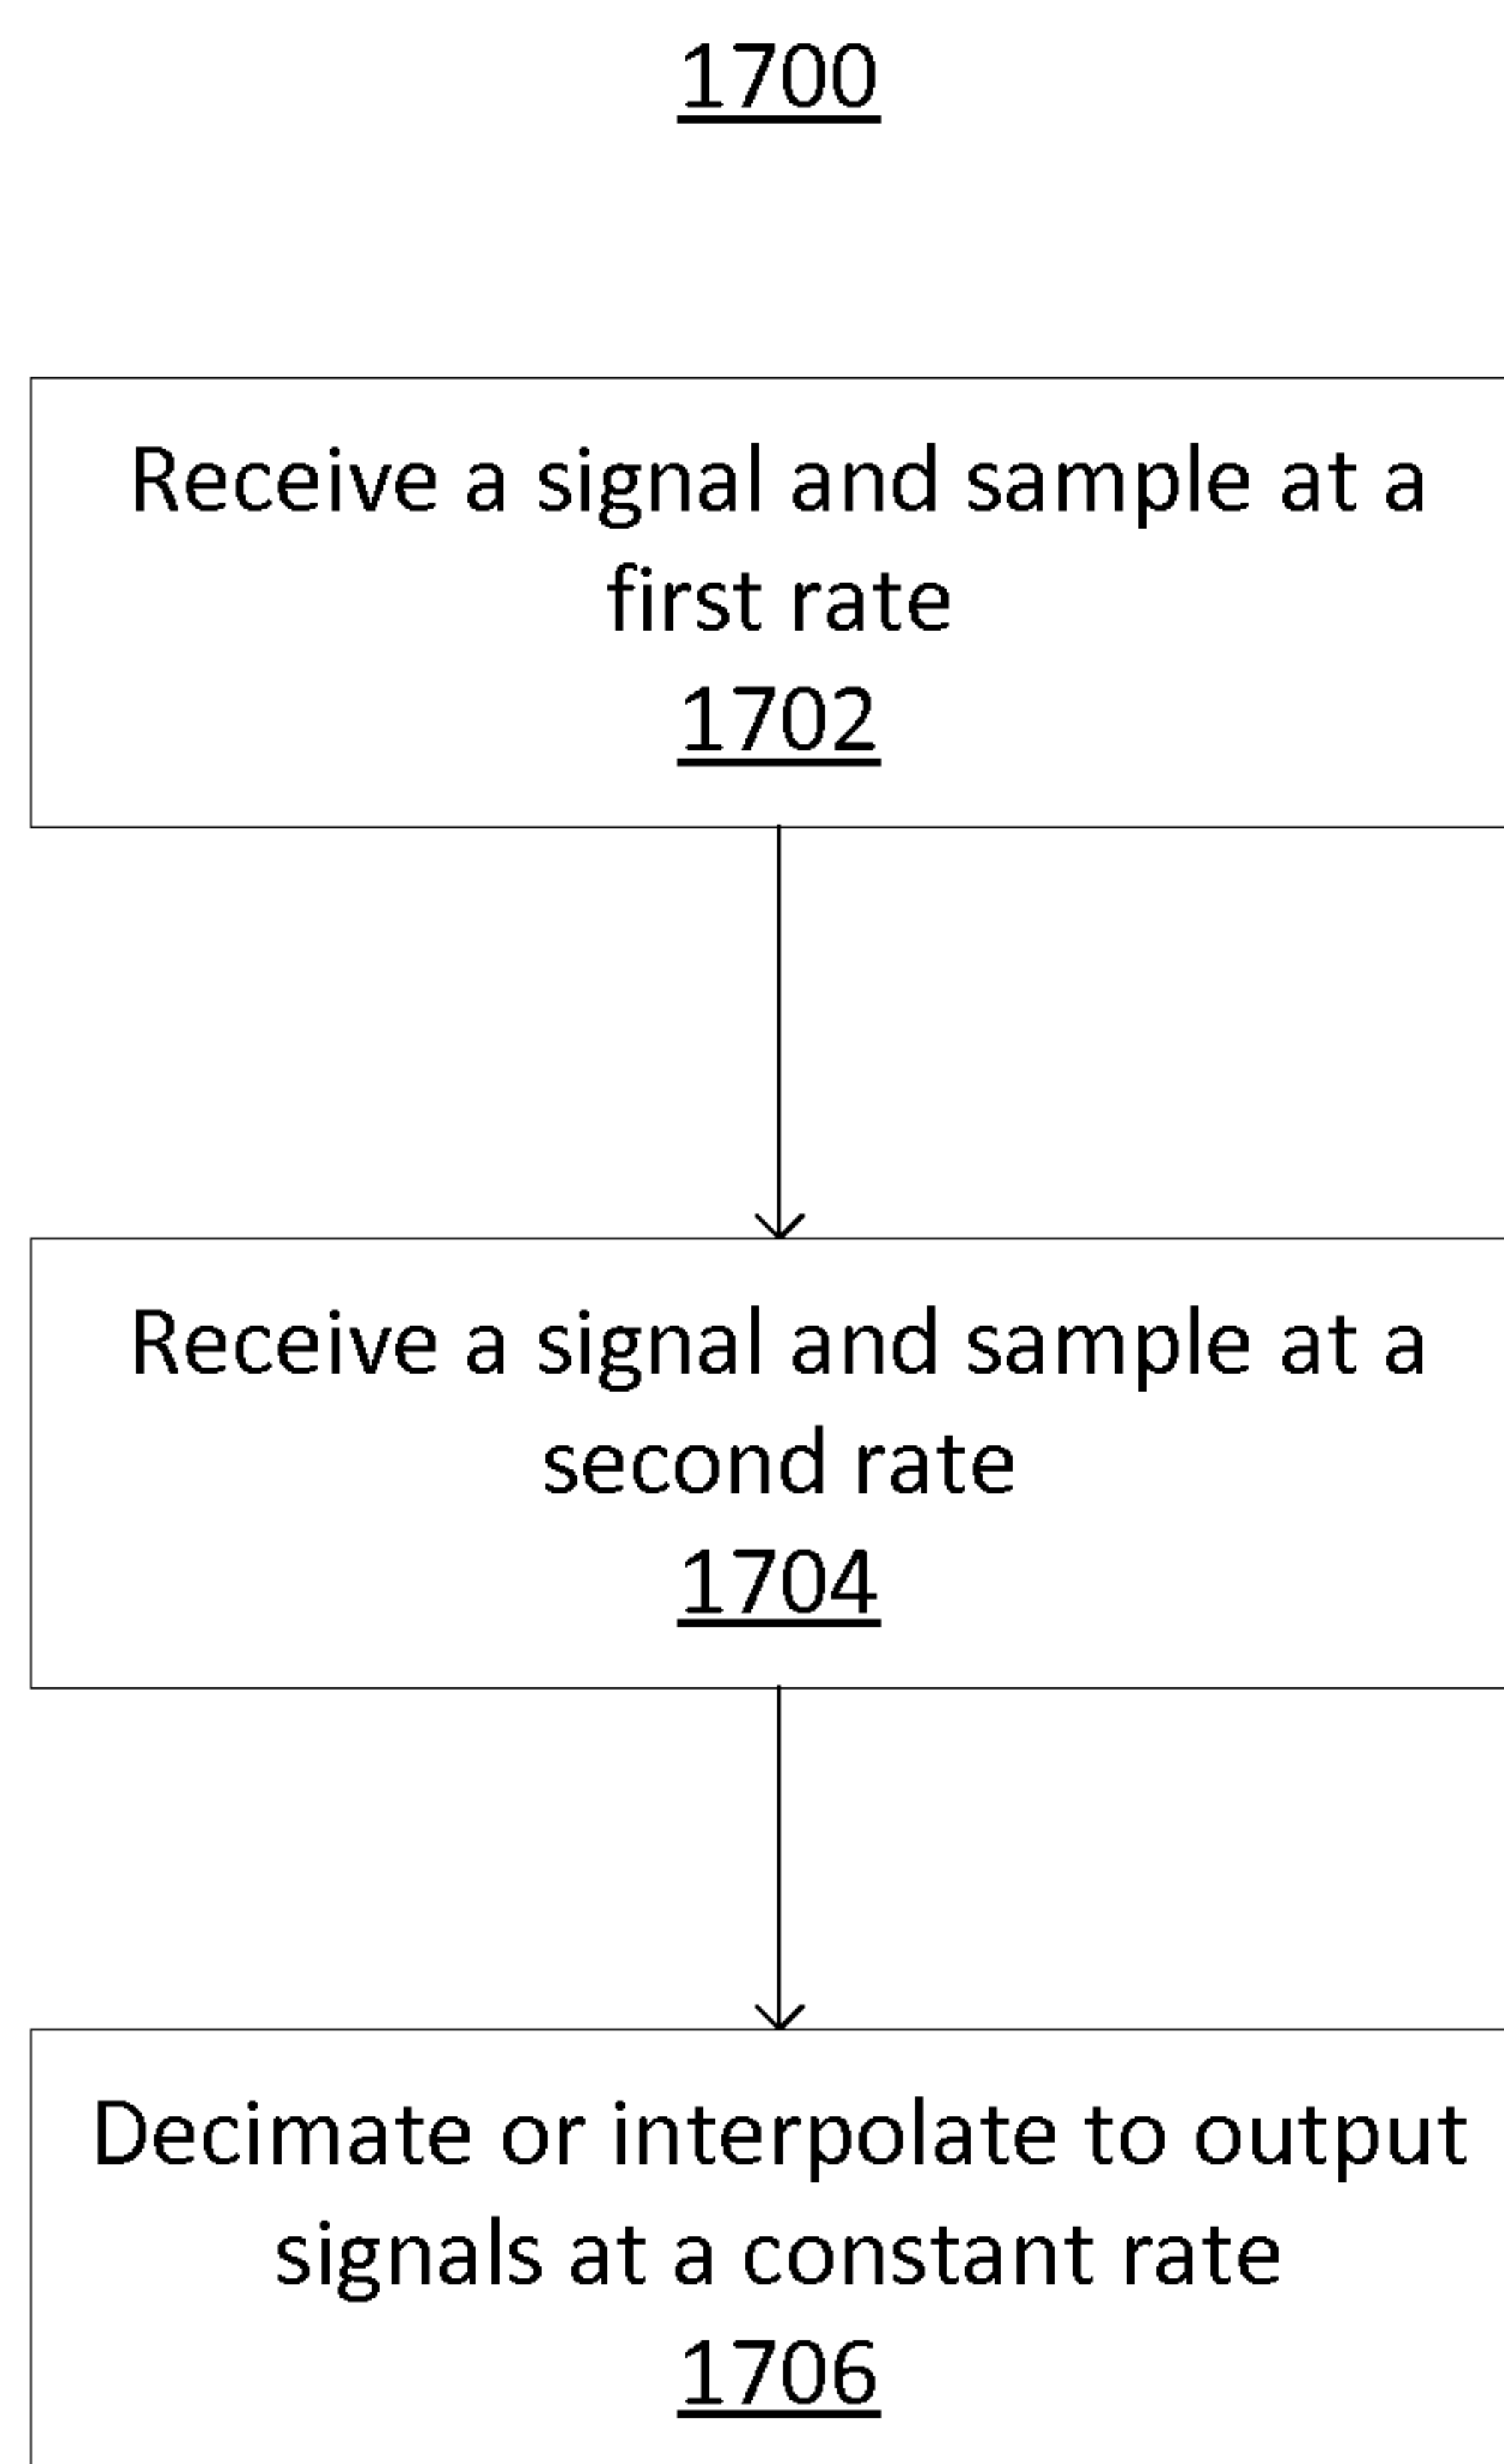 1700
Receive a signal and sample at a
first rate
1702
Receive a signal and sample at a
second rate
1704
Decimate or interpolate to output
signals at a constant rate
1706